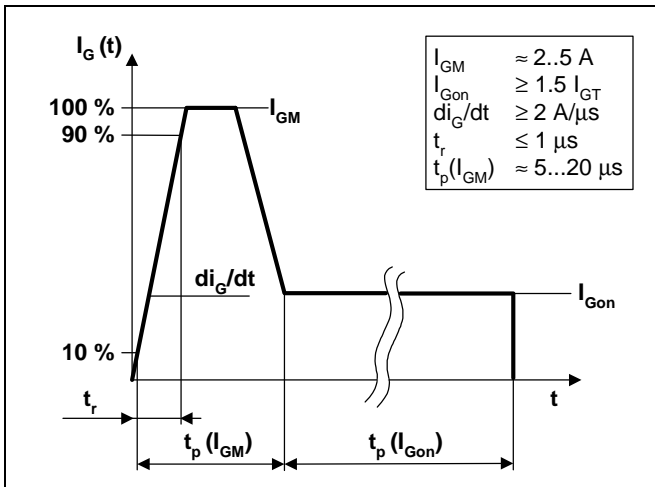 I_G (t)
100 %
90 %
10 %
I_GM
di_G/dt
I_Gon
t
t_r
t_p (I_GM)
t_p (I_Gon)
I_GM ≈ 2..5 A
I_Gon ≥ 1.5 I_GT
di_G/dt ≥ 2 A/µs
t_r ≤ 1 µs
t_p(I_GM) ≈ 5...20 µs